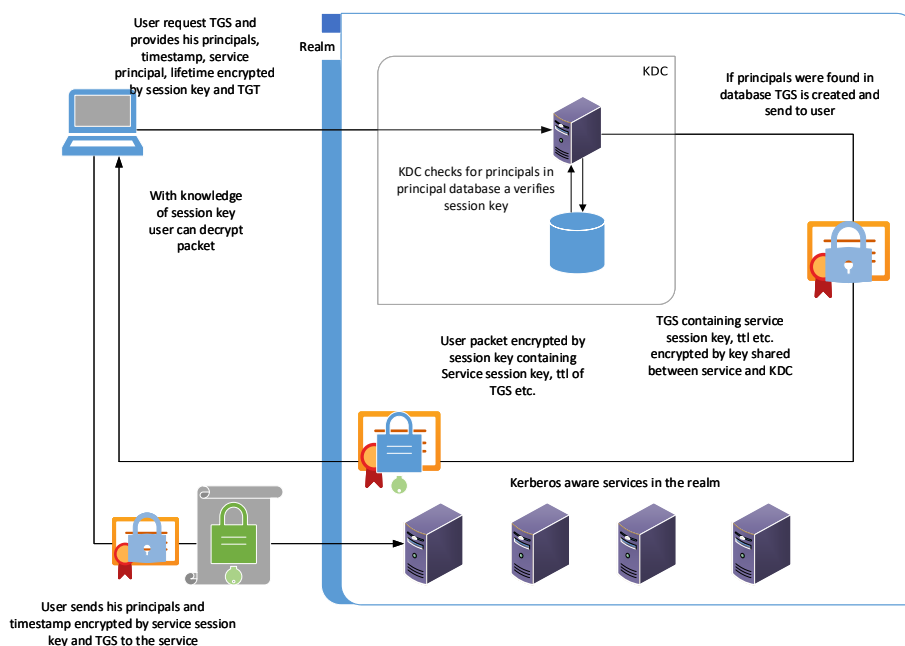 User request TGS and
provides his principals,
timestamp, service
principal, lifetime encrypted
by session key and TGT
Realm
KDC
If principals were found in
database TGS is created and
send to user
KDC checks for principals in
principal database a verifies
session key
With knowledge
of session key
user can decrypt
packet
User packet encrypted by
session key containing
Service session key, ttl of
TGS etc.
TGS containing service
session key, ttl etc.
encrypted by key shared
between service and KDC
Kerberos aware services in the realm
User sends his principals and
timestamp encrypted by service session
key and TGS to the service